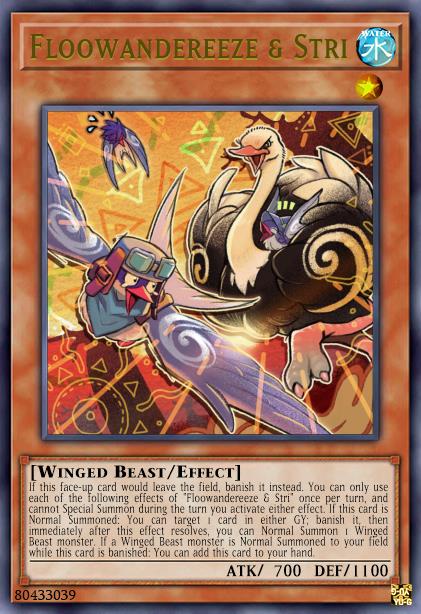 FLOOWANDEREEZE & STRI
WATER
水
[WINGED BEAST/EFFECT]
If this face-up card would leave the field, banish it instead. You can only use
each of the following effects of "Floowandereeze & Stri" once per turn, and
cannot Special Summon during the turn you activate either effect. If this card is
Normal Summoned: You can target 1 card in either GY; banish it, then
immediately after this effect resolves, you can Normal Summon 1 Winged
Beast monster. If a Winged Beast monster is Normal Summoned to your field
while this card is banished: You can add this card to your hand.
ATK/ 700 DEF/1100
80433039